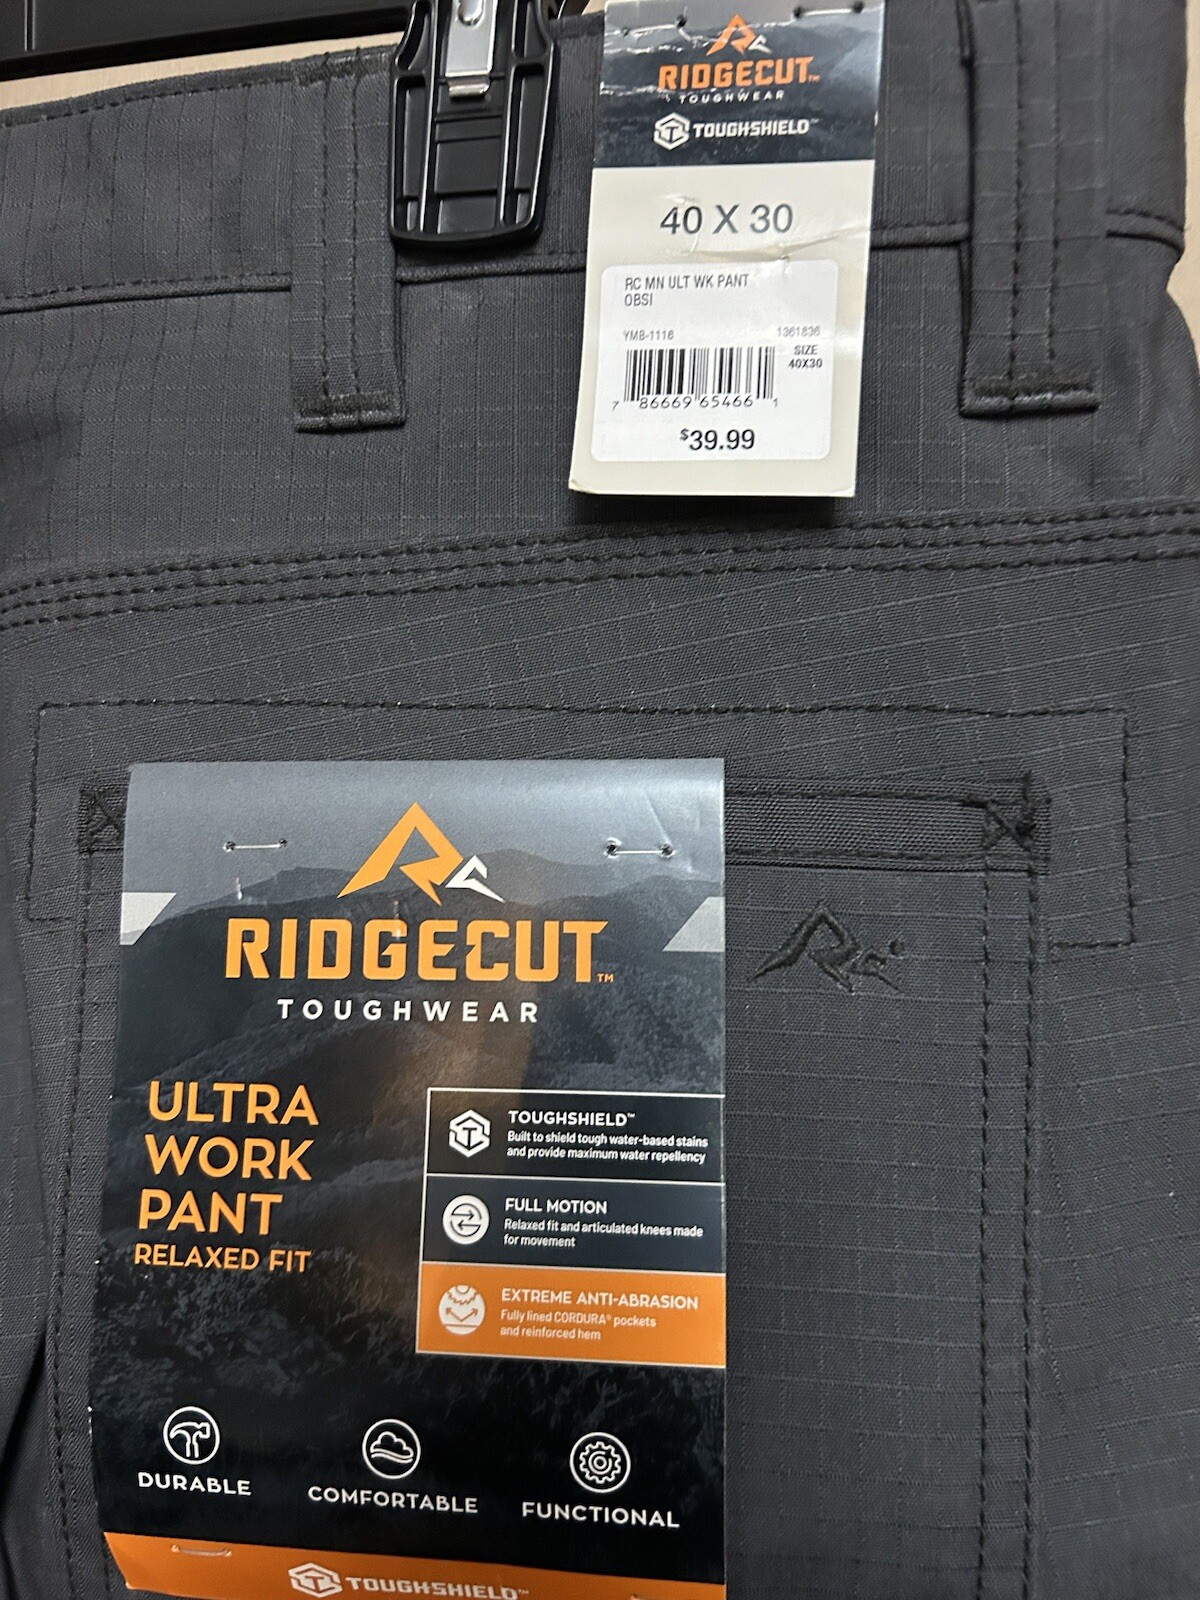 RIDGECUT™
TOUGHWEAR
TOUGHSHIELD™
40 X 30
RC MN ULT WK PANT
OBSI
YMB-1116 1361836
SIZE
40X30
7 86669 65466 1
$39.99
RC
RIDGECUT™
TOUGHWEAR
ULTRA
WORK
PANT
RELAXED FIT
TOUGHSHIELD™
Built to shield tough water-based stains
and provide maximum water repellency
FULL MOTION
Relaxed fit and articulated knees made
for movement
EXTREME ANTI-ABRASION
Fully lined CORDURA® pockets
and reinforced hem
DURABLE
COMFORTABLE
FUNCTIONAL
TOUGHSHIELD™
Rc®